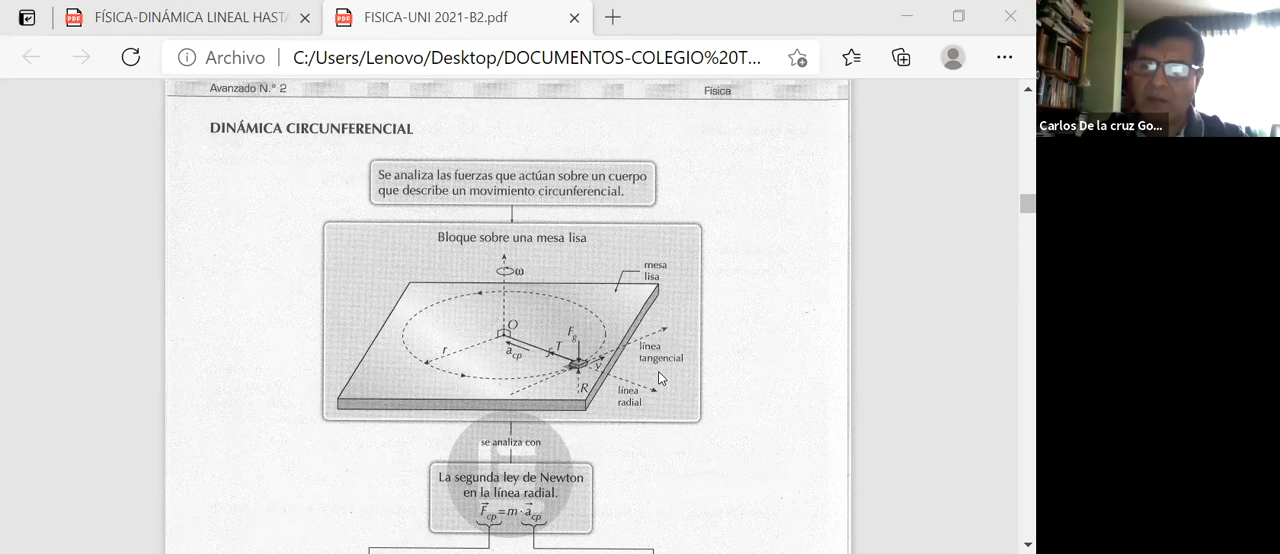 FÍSICA-DINÁMICA LINEAL HASTA
FISICA-UNI 2021-B2.pdf
Archivo
C:/Users/Lenovo/Desktop/DOCUMENTOS-COLEGIO%20T...
Carlos De la cruz Go...
Avanzado N.° 2
Física
DINÁMICA CIRCUNFERENCIAL
Se analiza las fuerzas que actúan sobre un cuerpo
que describe un movimiento circunferencial.
Bloque sobre una mesa lisa
mesa
lisa
ω
O
r
a cp
T
F g
v
R
línea
tangencial
línea
radial
se analiza con
La segunda ley de Newton
en la línea radial.
F cp = m · a cp